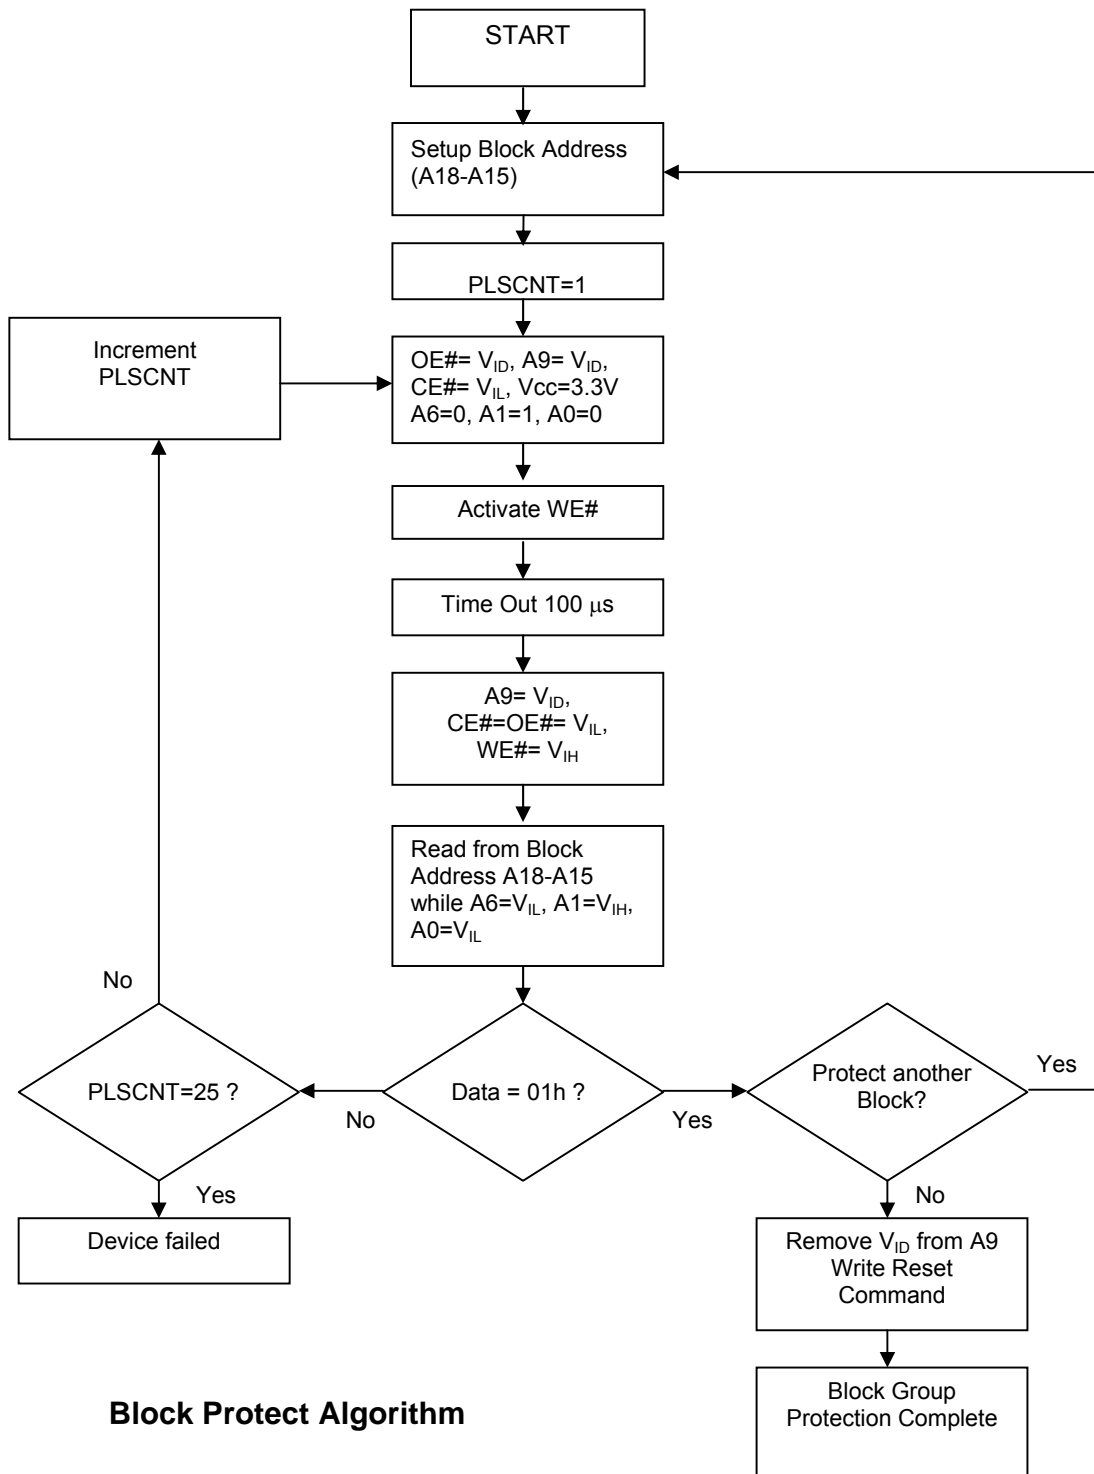 START
Setup Block Address
(A18-A15)
PLSCNT=1
Increment
PLSCNT
OE#= VID, A9= VID,
CE#= VIL, Vcc=3.3V
A6=0, A1=1, A0=0
Activate WE#
Time Out 100 μs
A9= VID,
CE#=OE#= VIL,
WE#= VIH
Read from Block
Address A18-A15
while A6=VIL, A1=VIH,
A0=VIL
No
PLSCNT=25 ?
No
Data = 01h ?
Yes
Protect another
Block?
Yes
Yes
No
Device failed
Remove VID from A9
Write Reset
Command
Block Group
Protection Complete
Block Protect Algorithm